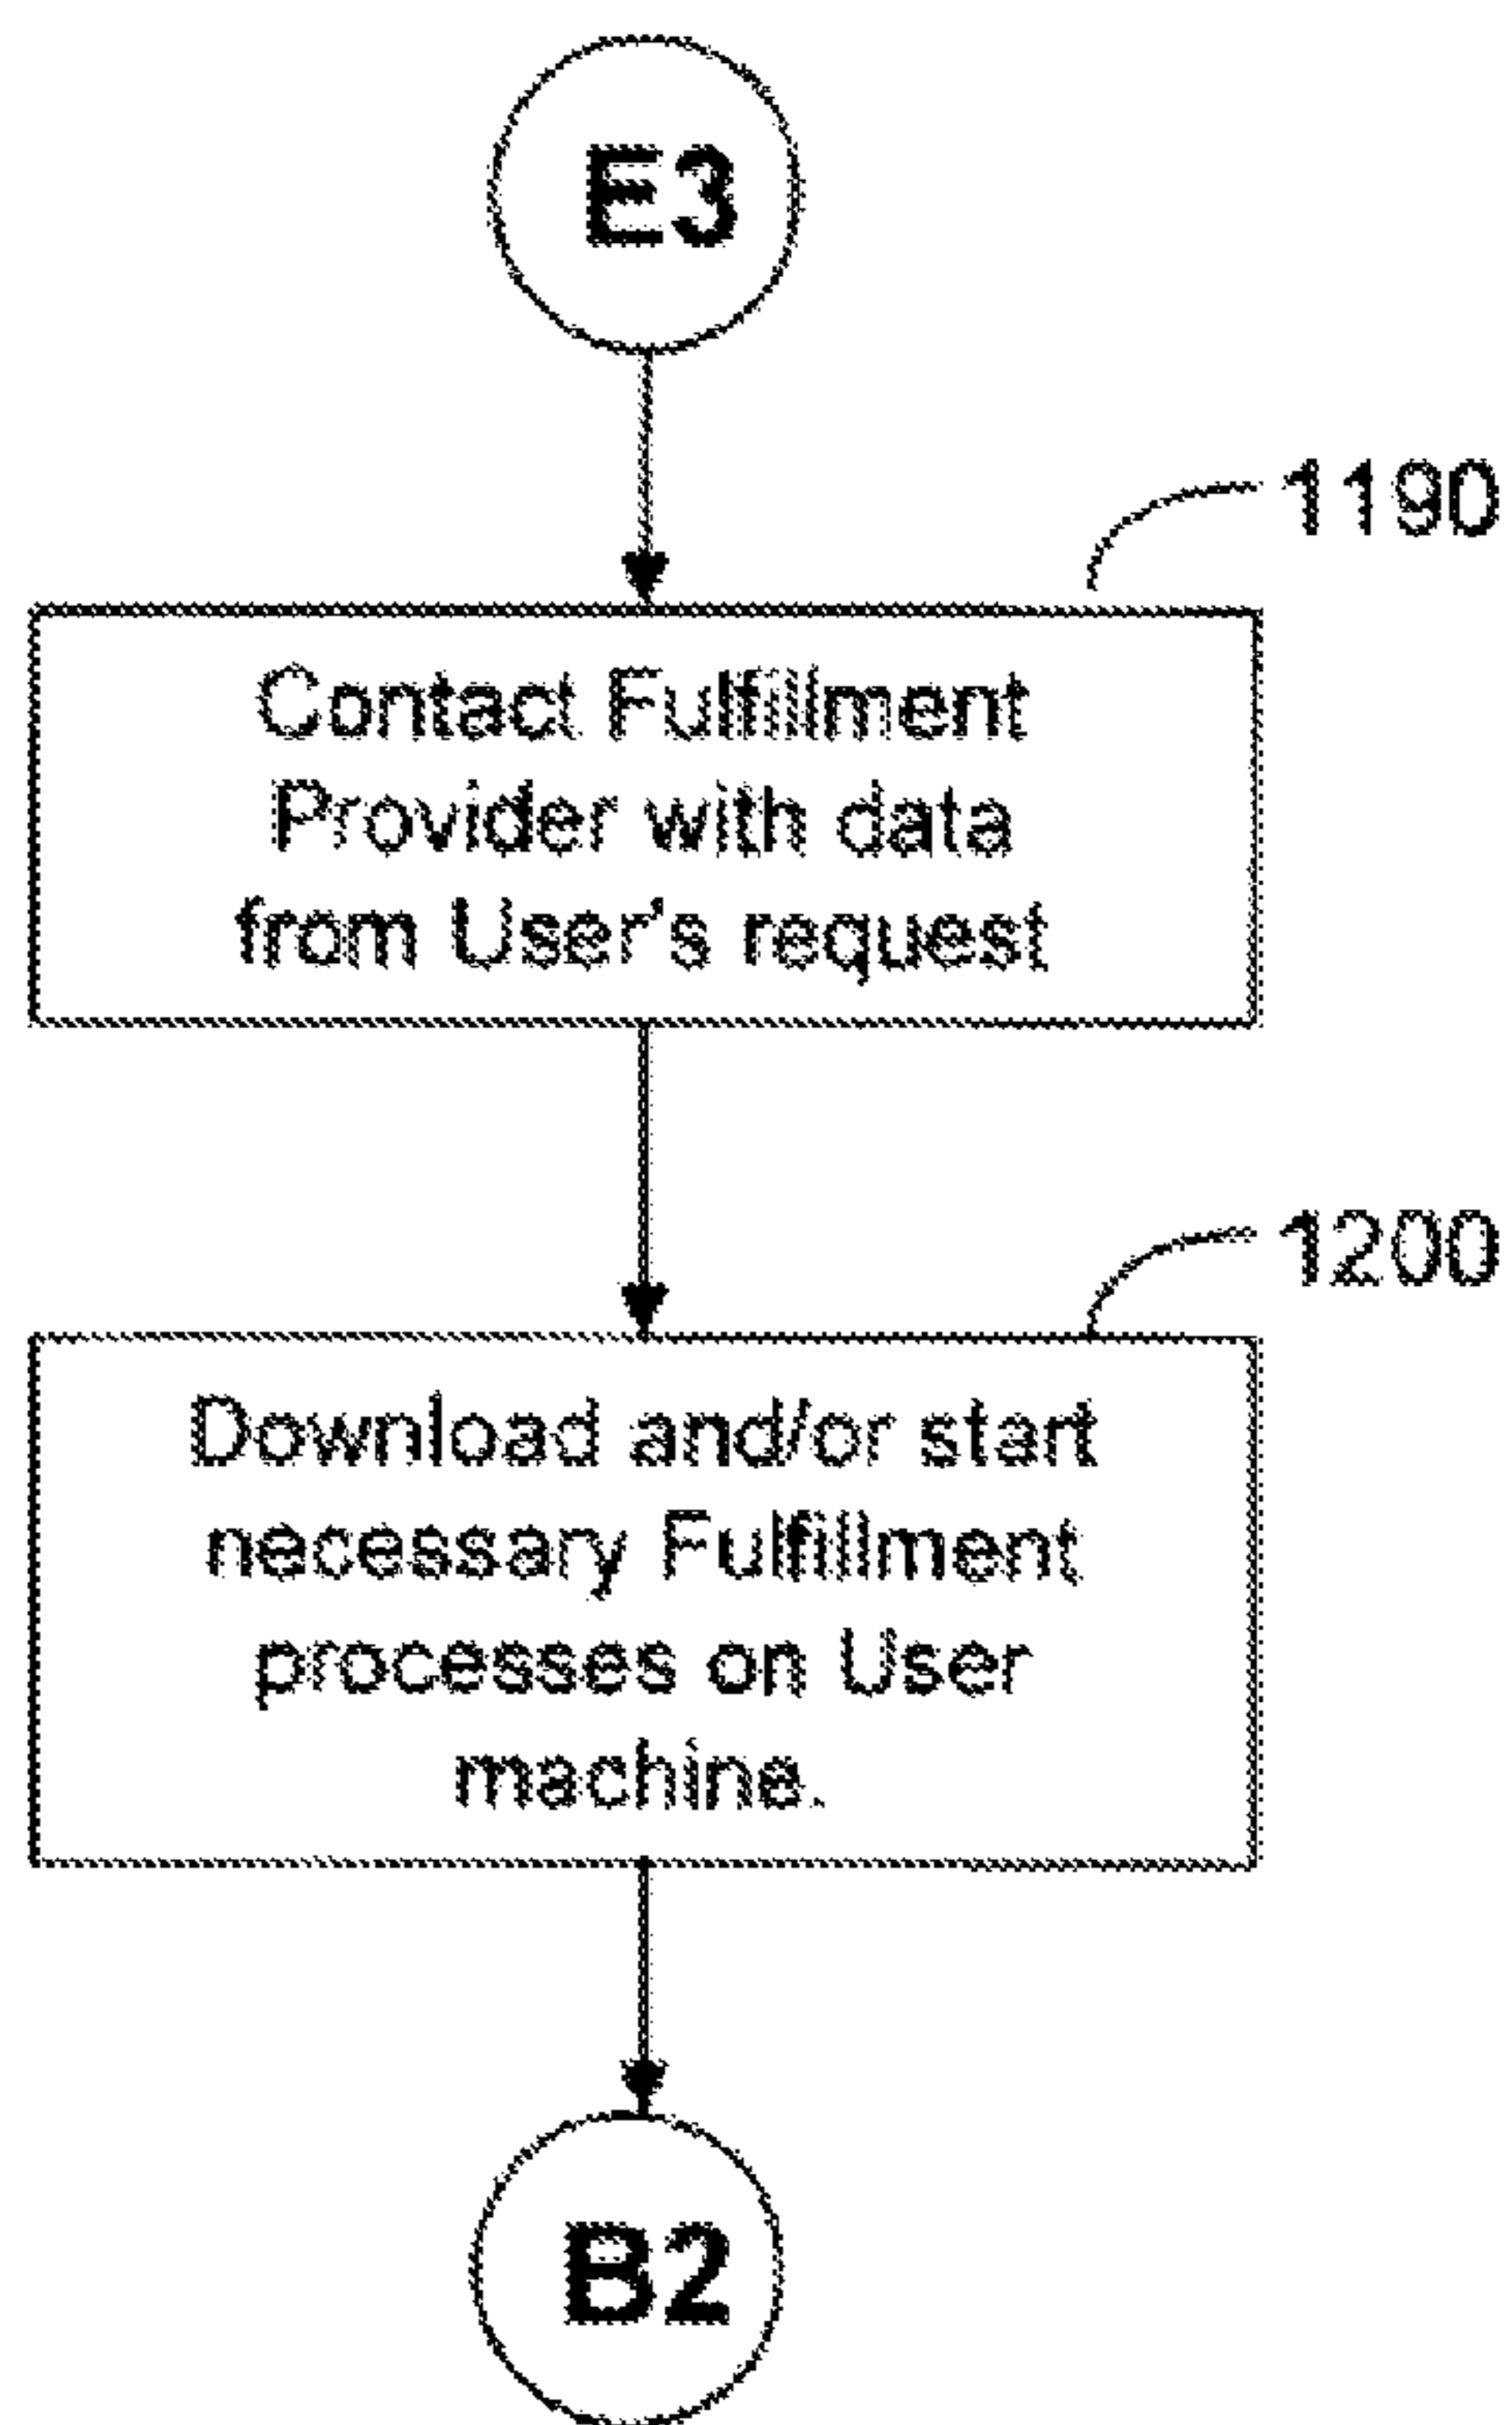 E3
1190
Contact Fulfillment
Provider with data
from User's request
1200
Download and/or start
necessary Fulfillment
processes on User
machine.
B2